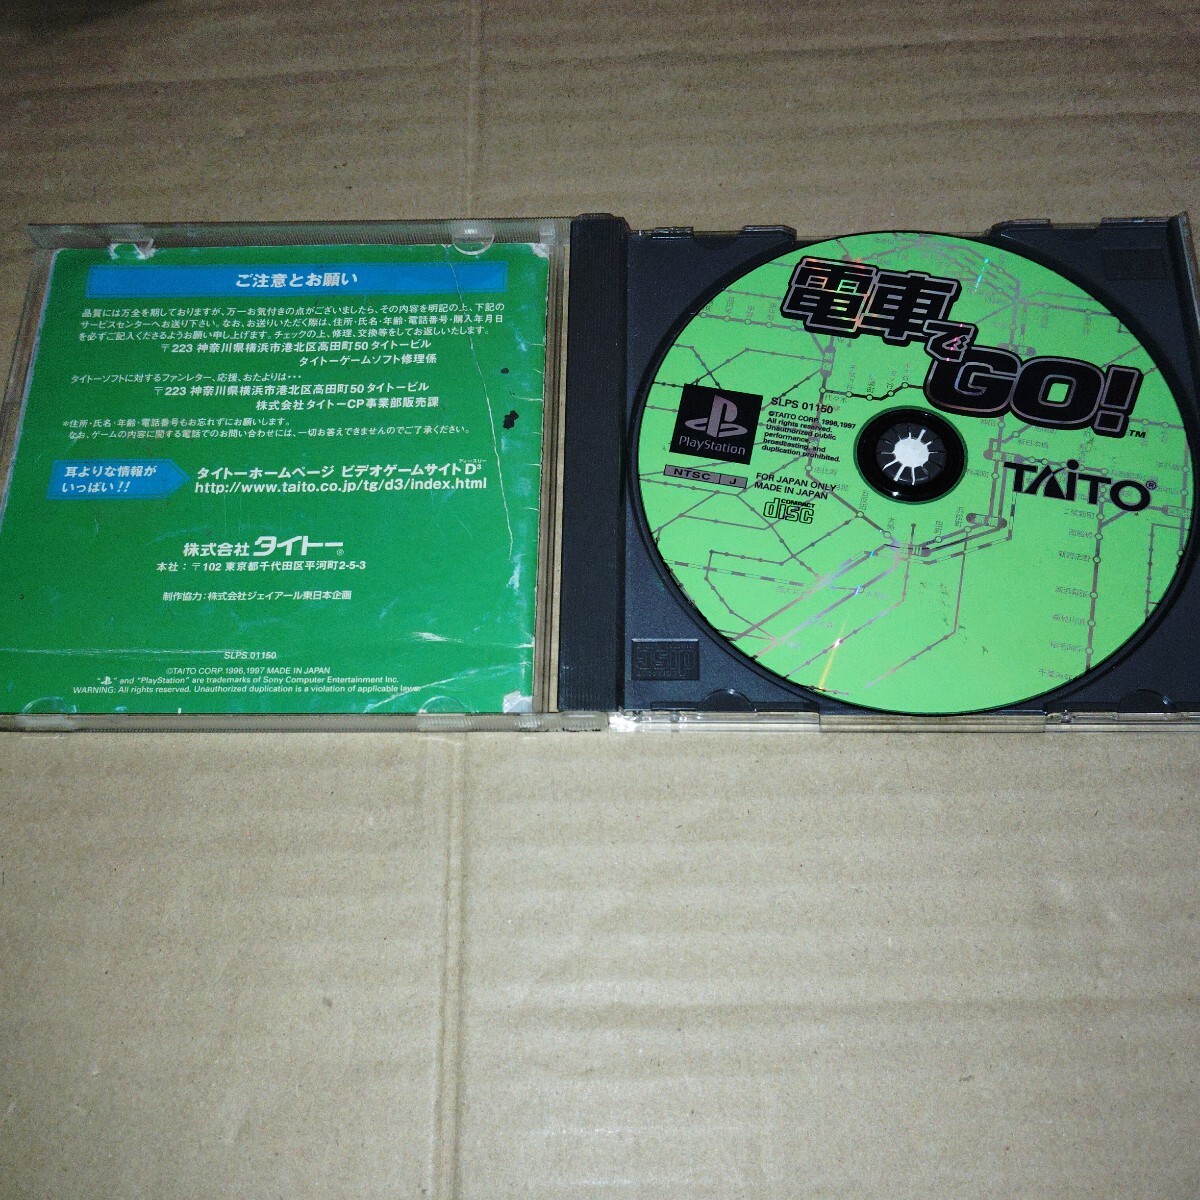 ご注意とお願い
品質には万全を期しておりますが、万一お気付きの点がございましたら、その内容を明記の上、下記の
サービスセンターへお送り下さい。なお、お送りいただく際は、住所・氏名・年齢・電話番号・購入年月日
を必ずご記入くださるようお願い申し上げます。チェックの上、修理、交換等をしてお返しいたします。
〒223 神奈川県横浜市港北区高田町50 タイトービル
タイトーゲームソフト修理係
タイトーソフトに対するファンレター、応援、おたよりは・・・
〒223 神奈川県横浜市港北区高田町50 タイトービル
株式会社タイトーCP事業部販売課
*住所・氏名・年齢・電話番号もお忘れずにお願いします。
なお、ゲームの内容に関する電話でのお問い合わせには、一切お答えできませんのでご了承ください。
耳よりな情報が
いっぱい!!
ディースリー
タイトーホームページ ビデオゲームサイトD³
http://www.taito.co.jp/tg/d3/index.html
株式会社 タイトー®
本社：〒102 東京都千代田区平河町2-5-3
制作協力：株式会社ジェイアール東日本企画
SLPS 01150
©TAITO CORP. 1996,1997 MADE IN JAPAN
"PS" and "PlayStation" are trademarks of Sony Computer Entertainment Inc.
WARNING: All rights reserved. Unauthorized duplication is a violation of applicable laws.
電車でGO!™
PlayStation
NTSC J
SLPS 01150
©TAITO CORP. 1996,1997
All rights reserved.
Unauthorized public
performance,
broadcasting, and
duplication prohibited.
FOR JAPAN ONLY
MADE IN JAPAN
COMPACT
disc
TAITO®
代々木